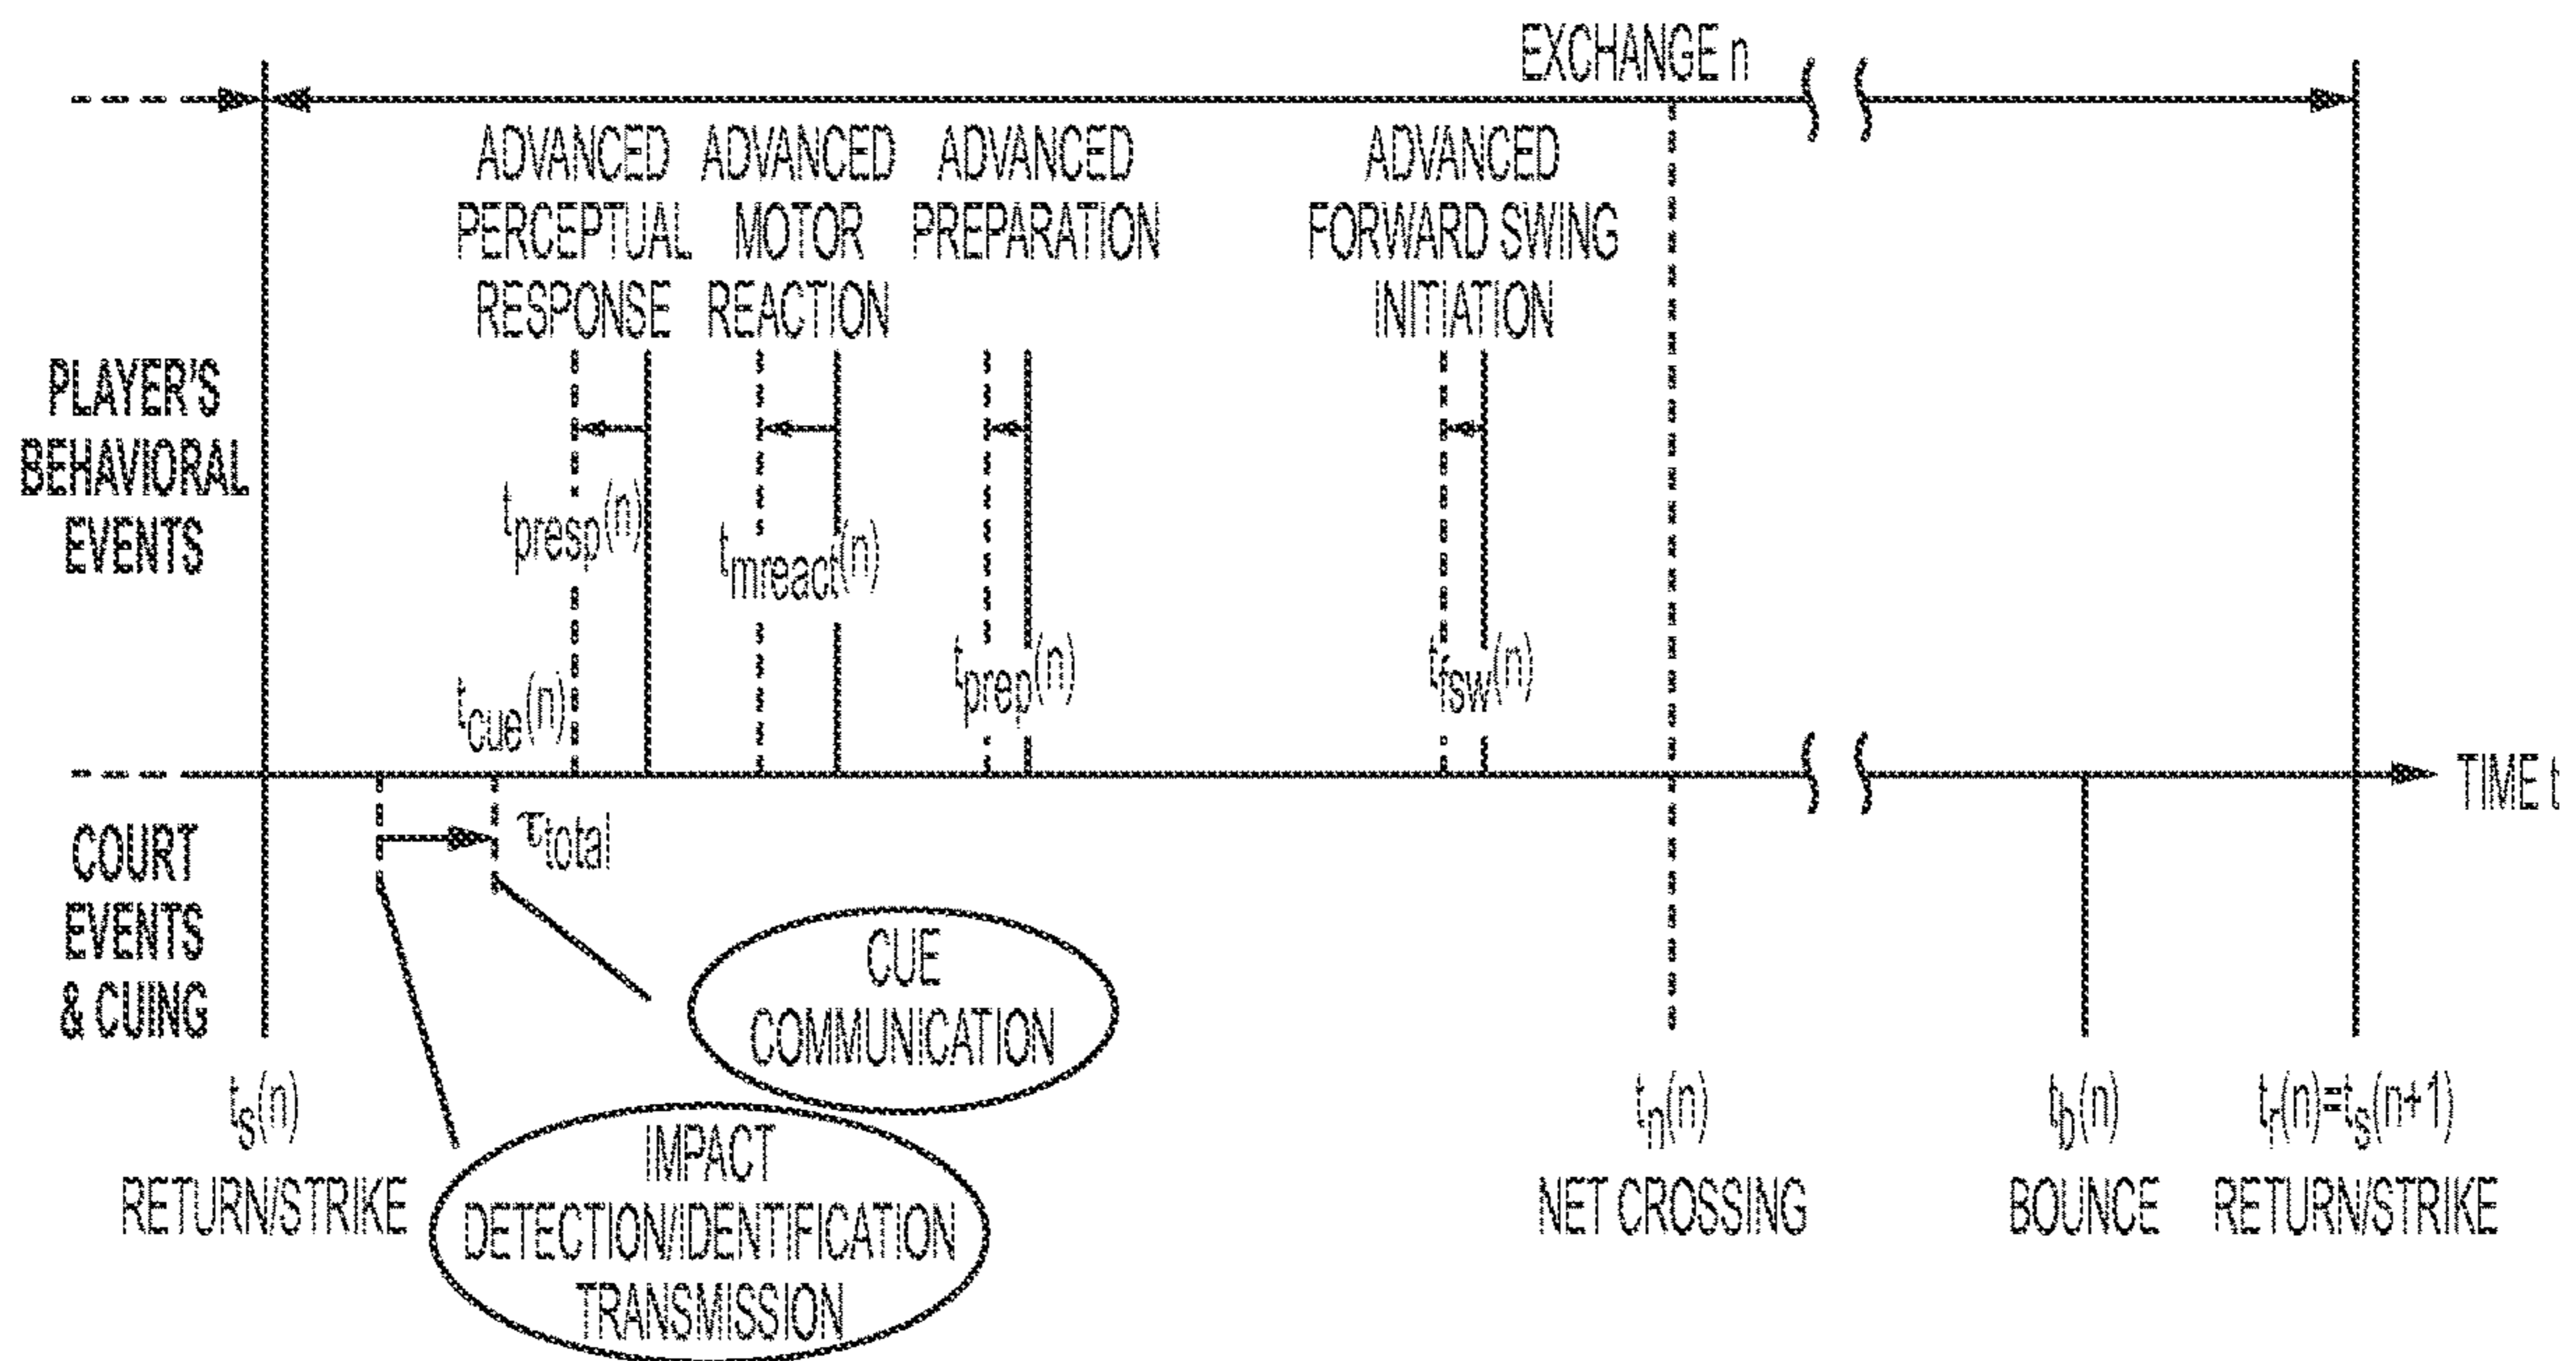 EXCHANGE n
ADVANCED
PERCEPTUAL
RESPONSE
ADVANCED
MOTOR
REACTION
ADVANCED
PREPARATION
ADVANCED
FORWARD SWING
INITIATION
PLAYER'S
BEHAVIORAL
EVENTS
tpresp(n)
tmreact(n)
tprep(n)
tfsw(n)
tcue(n)
TIME t
τtotal
COURT
EVENTS
& CUING
CUE
COMMUNICATION
IMPACT
DETECTION/IDENTIFICATION
TRANSMISSION
ts(n)
RETURN/STRIKE
tn(n)
NET CROSSING
tb(n)
BOUNCE
tr(n)=ts(n+1)
RETURN/STRIKE